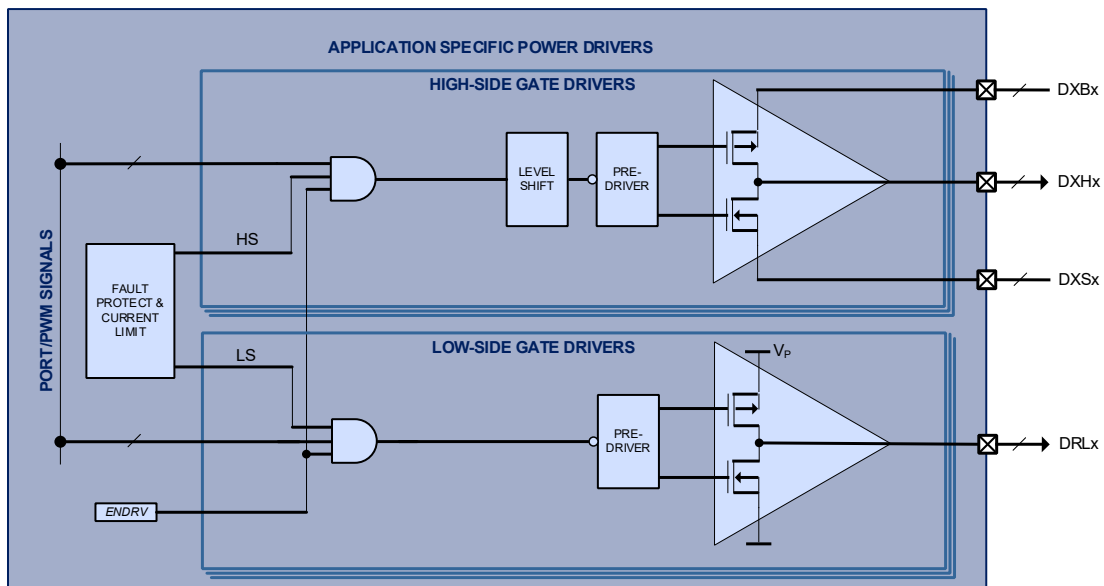 APPLICATION SPECIFIC POWER DRIVERS
HIGH-SIDE GATE DRIVERS
DXBx
LEVEL
SHIFT
PRE-
DRIVER
DXHx
PORT/PWM SIGNALS
HS
FAULT
PROTECT &
CURRENT
LIMIT
DXSx
LOW-SIDE GATE DRIVERS
LS
VP
PRE-
DRIVER
DRLx
ENDRV